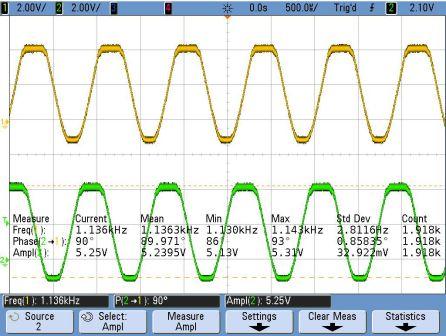 1 2.00V/ 2 2.00V/ 3 4 0.0s 500.0%/ Trig'd 2 2.10V
Measure Current Mean Min Max Std Dev Count
Freq(1): 1.136kHz 1.1363kHz 1.130kHz 1.143kHz 2.8116Hz 1.918k
Phase(2→1): 90° 89.971° 86° 93° 0.85835° 1.918k
Ampl(2): 5.25V 5.2395V 5.13V 5.31V 32.922mV 1.918k
Freq(1): 1.136kHz P(2→1): 90° Ampl(2): 5.25V
Source Select: Measure Settings Clear Meas Statistics
2 Ampl Ampl